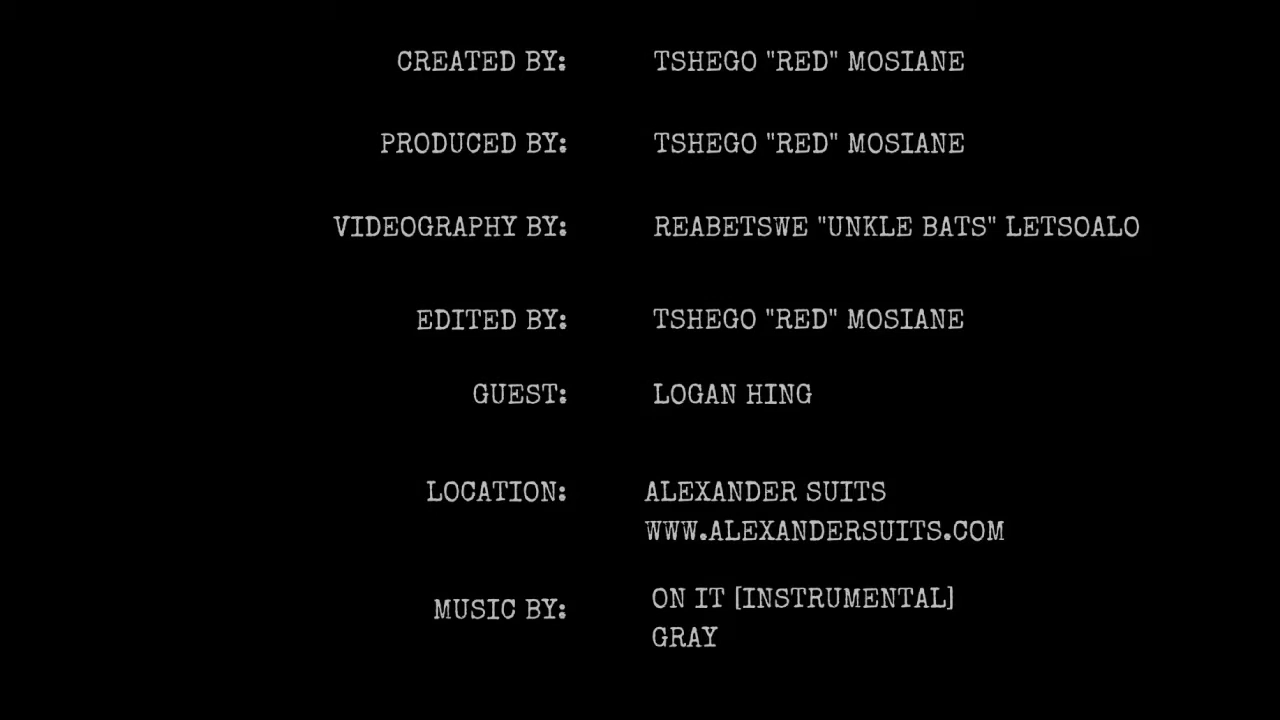 CREATED BY: TSHEGO "RED" MOSIANE
PRODUCED BY: TSHEGO "RED" MOSIANE
VIDEOGRAPHY BY: REABETSWE "UNKLE BATS" LETSOALO
EDITED BY: TSHEGO "RED" MOSIANE
GUEST: LOGAN HING
LOCATION: ALEXANDER SUITS
WWW.ALEXANDERSUITS.COM
MUSIC BY: ON IT [INSTRUMENTAL]
GRAY